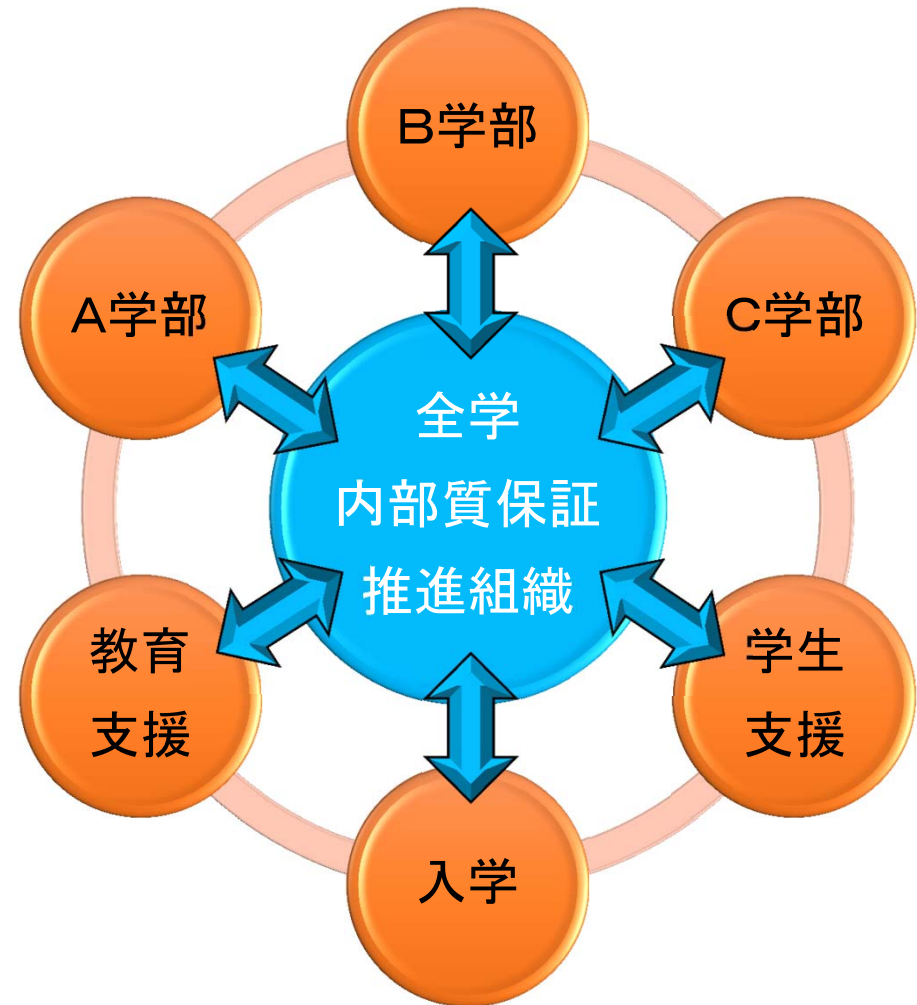 B学部
A学部
C学部
全学
内部質保証
推進組織
教育
支援
学生
支援
入学